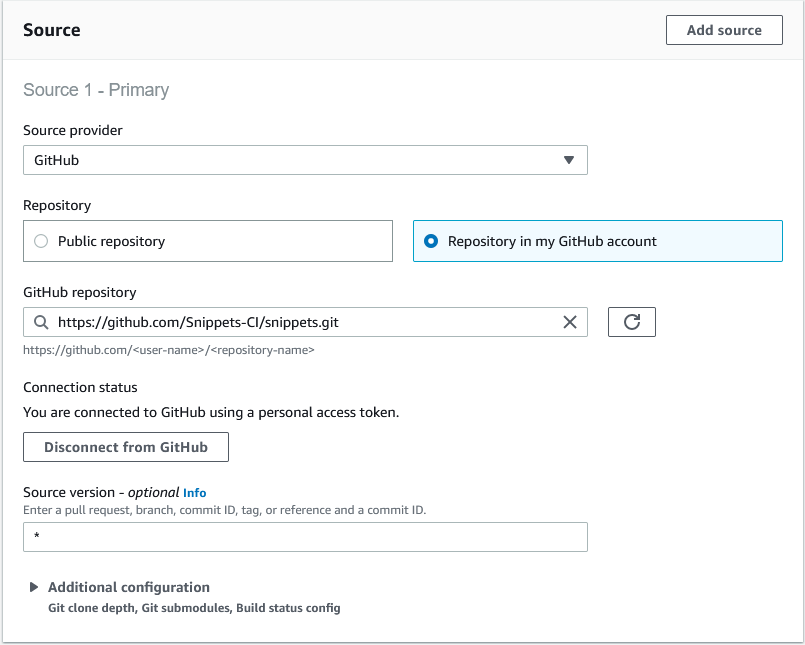 Source
Add source
Source 1 - Primary
Source provider
GitHub
Repository
Public repository
Repository in my GitHub account
GitHub repository
https://github.com/Snippets-CI/snippets.git
https://github.com/<user-name>/<repository-name>
Connection status
You are connected to GitHub using a personal access token.
Disconnect from GitHub
Source version - optional Info
Enter a pull request, branch, commit ID, tag, or reference and a commit ID.
*
Additional configuration
Git clone depth, Git submodules, Build status config